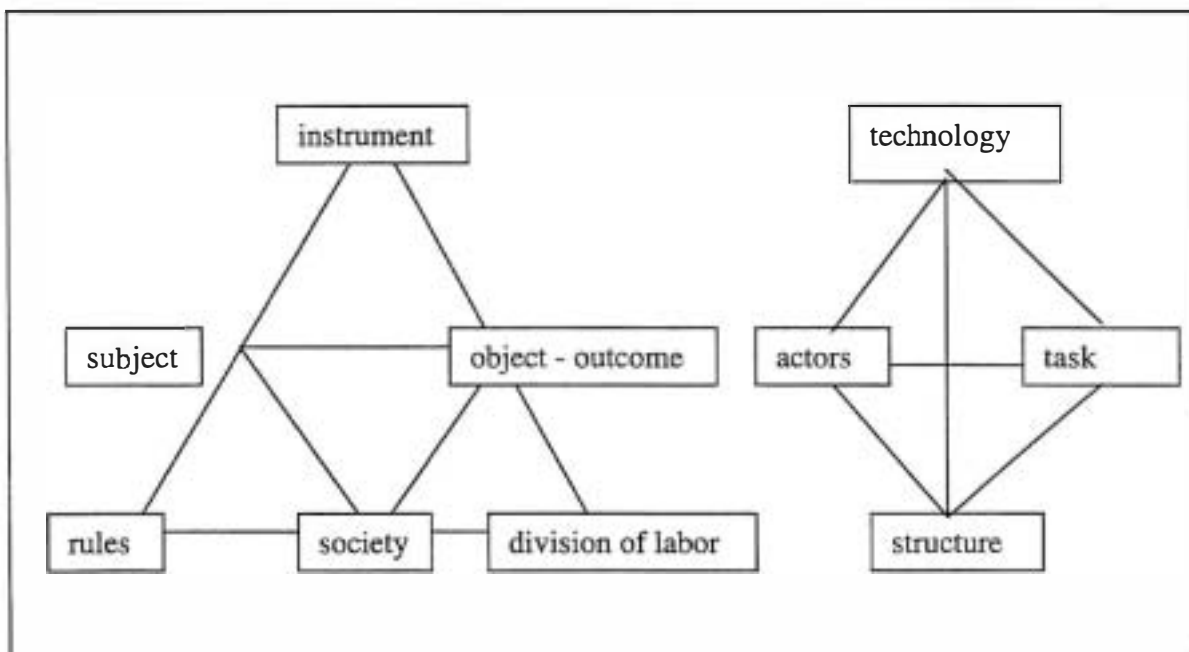 instrument
technology
subject
object - outcome
actors
task
rules
society
division of labor
structure